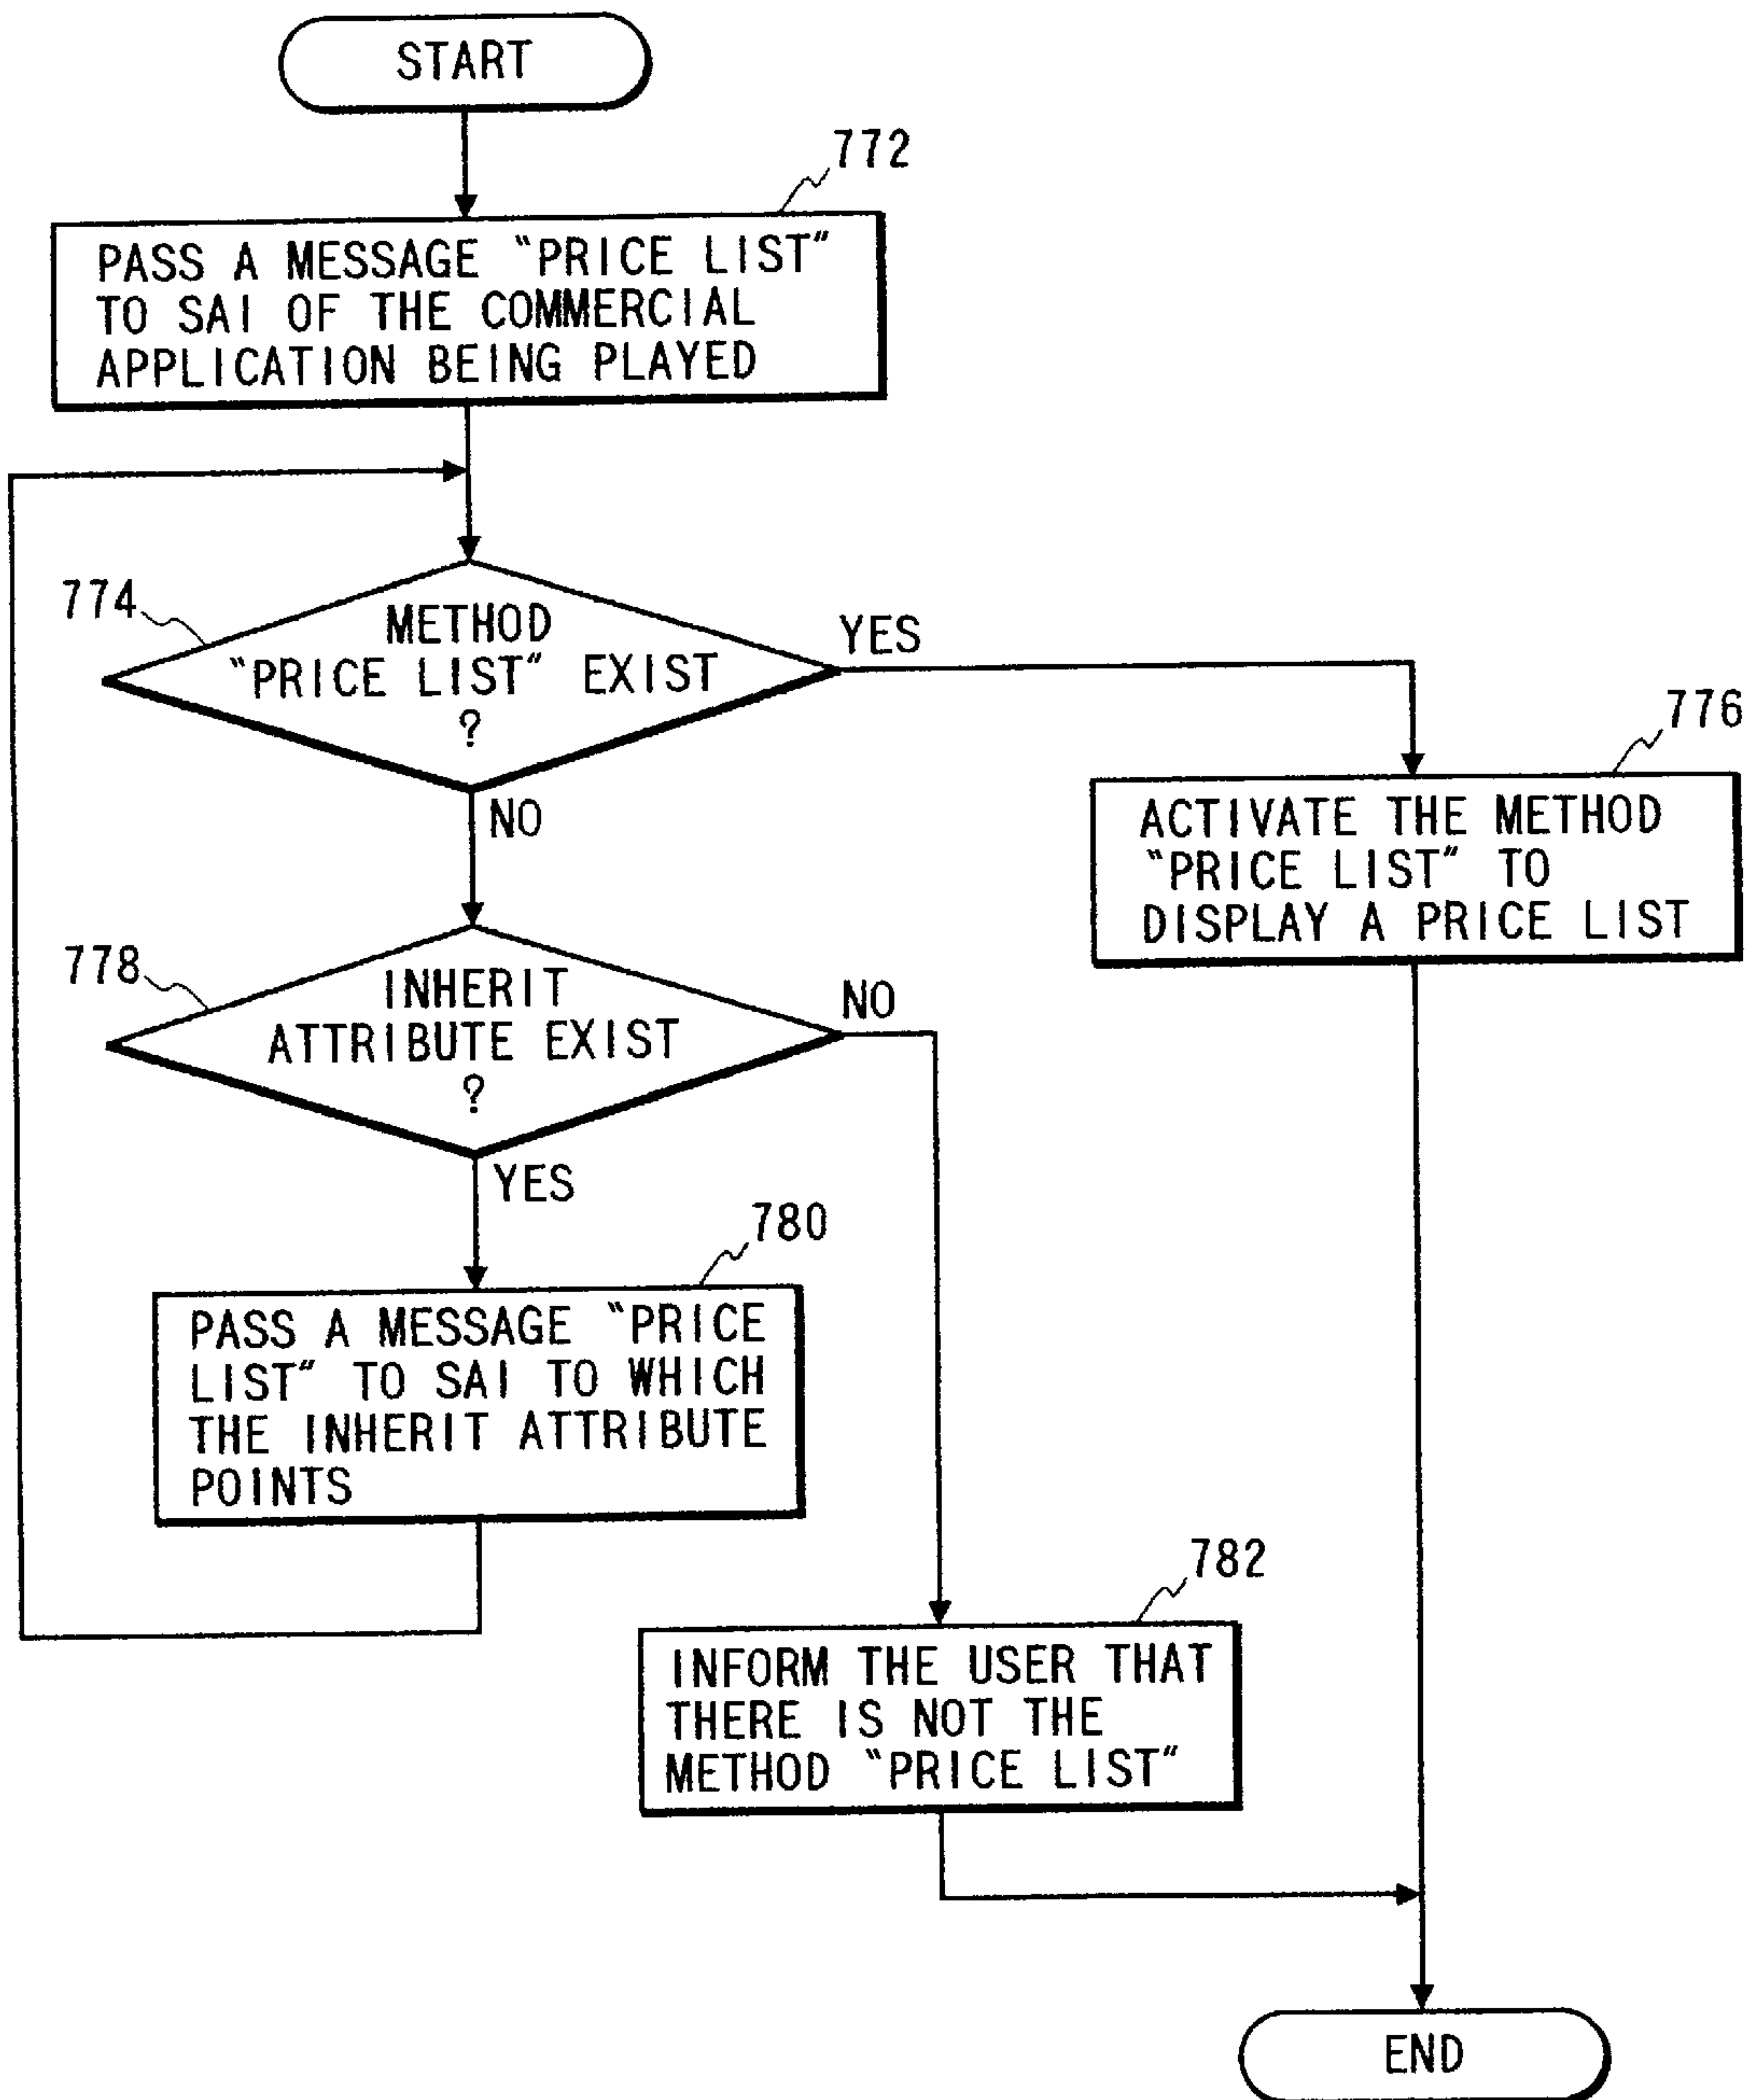 START
772
PASS A MESSAGE “PRICE LIST”
TO SAI OF THE COMMERCIAL
APPLICATION BEING PLAYED
774
METHOD
“PRICE LIST” EXIST
?
YES
NO
776
ACTIVATE THE METHOD
“PRICE LIST” TO
DISPLAY A PRICE LIST
778
INHERIT
ATTRIBUTE EXIST
?
NO
YES
780
PASS A MESSAGE “PRICE
LIST” TO SAI TO WHICH
THE INHERIT ATTRIBUTE
POINTS
782
INFORM THE USER THAT
THERE IS NOT THE
METHOD “PRICE LIST”
END